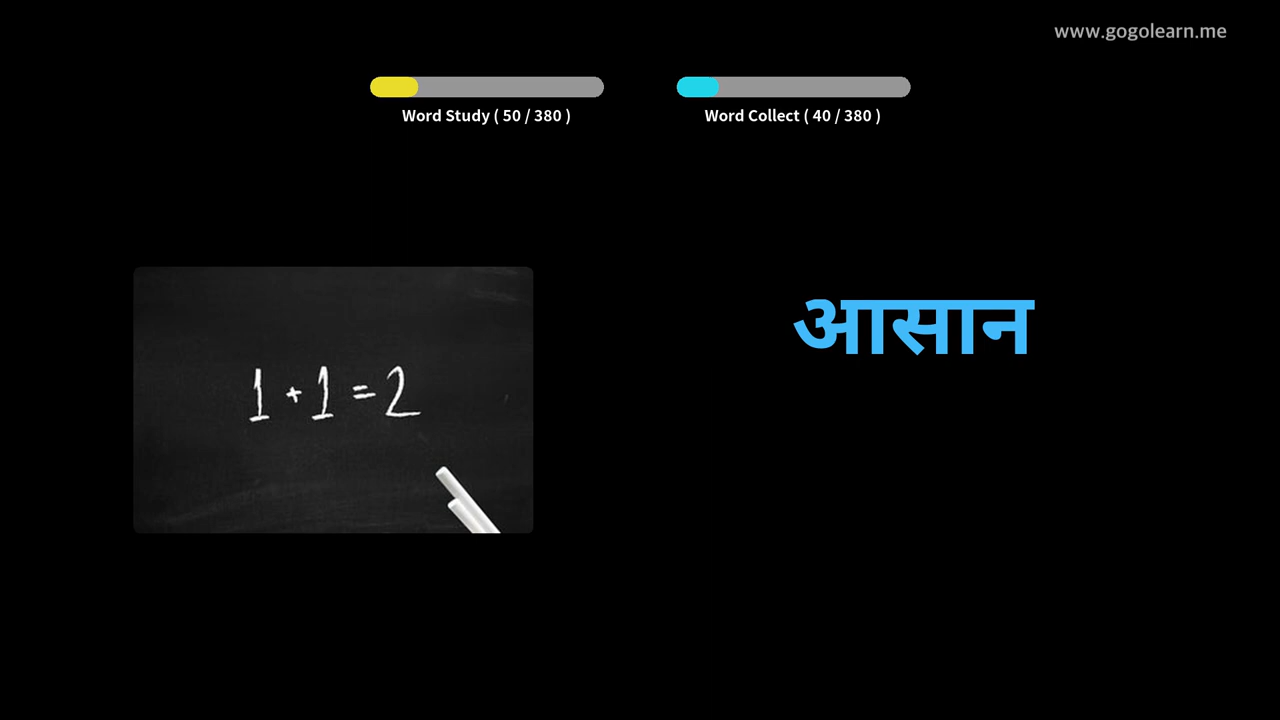 www.gogolearn.me
Word Study ( 50 / 380 )
Word Collect ( 40 / 380 )
1 + 1 = 2
आसान